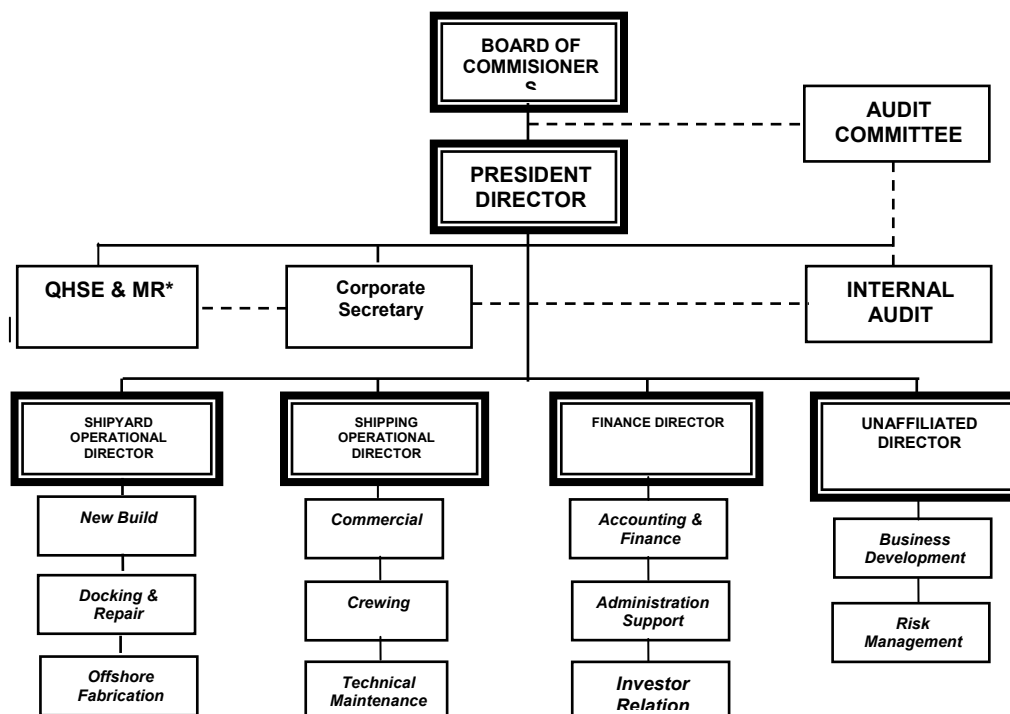 BOARD OF
COMMISIONER
S
AUDIT
COMMITTEE
PRESIDENT
DIRECTOR
QHSE & MR*
Corporate
Secretary
INTERNAL
AUDIT
SHIPYARD
OPERATIONAL
DIRECTOR
SHIPPING
OPERATIONAL
DIRECTOR
FINANCE DIRECTOR
UNAFFILIATED
DIRECTOR
New Build
Commercial
Accounting &
Finance
Business
Development
Docking &
Repair
Crewing
Administration
Support
Risk
Management
Offshore
Fabrication
Technical
Maintenance
Investor
Relation